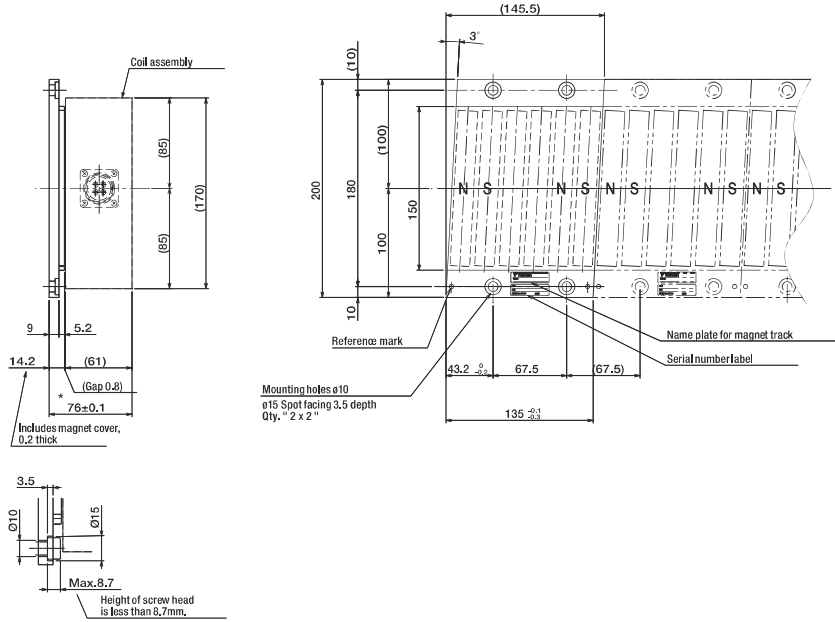 Coil assembly
(85)
(85)
(170)
9
5.2
14.2
(61)
(Gap 0.8)
*
76±0.1
Includes magnet cover,
0.2 thick
(145.5)
3°
(10)
(100)
200
180
150
100
10
N S N S N S N S N S
Reference mark
Name plate for magnet track
Serial number label
43.2 0 -0.2
67.5
(67.5)
Mounting holes ø10
ø15 Spot facing 3.5 depth
Qty. " 2 x 2 "
135 -0.1 -0.3
3.5
Ø10
Ø15
Max.8.7
Height of screw head
is less than 8.7mm.